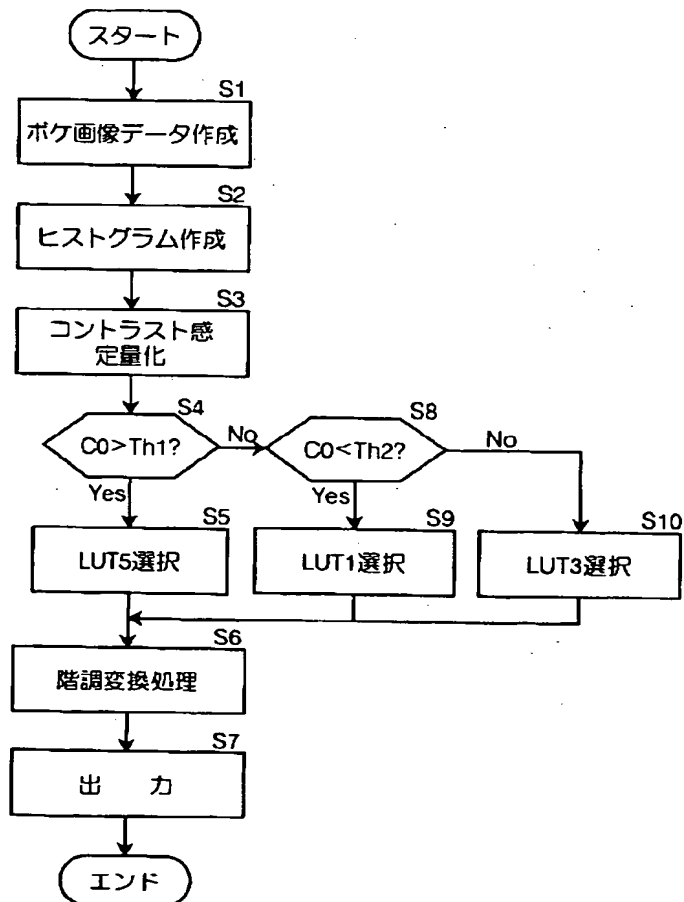 スタート
S1
ボケ画像データ作成
S2
ヒストグラム作成
S3
コントラスト感
定量化
S4
C0>Th1?
No
S8
C0<Th2?
No
Yes
Yes
S5
LUT5選択
S9
LUT1選択
S10
LUT3選択
S6
階調変換処理
S7
出 力
エンド